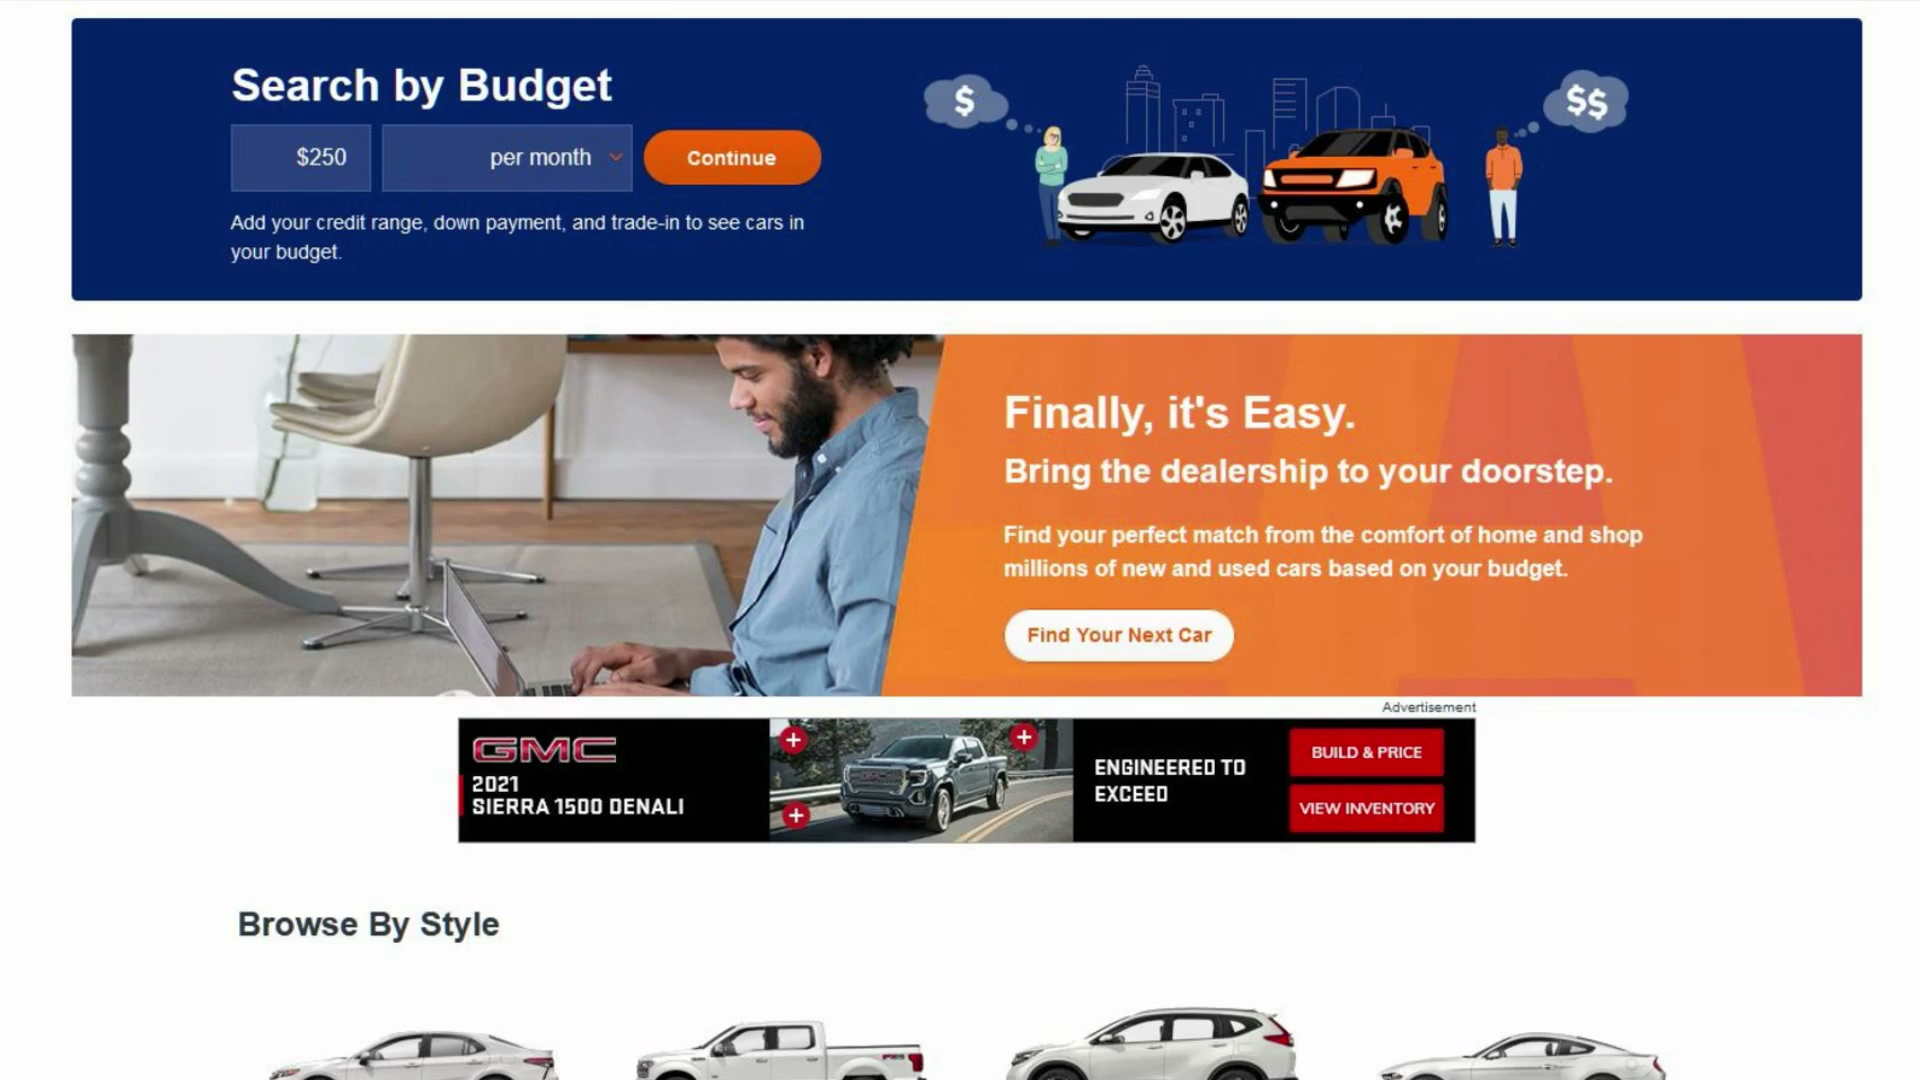 Search by Budget
$250
per month
Continue
Add your credit range, down payment, and trade-in to see cars in
your budget.
$
$$
Finally, it's Easy.
Bring the dealership to your doorstep.
Find your perfect match from the comfort of home and shop
millions of new and used cars based on your budget.
Find Your Next Car
Advertisement
GMC
2021
SIERRA 1500 DENALI
ENGINEERED TO
EXCEED
BUILD & PRICE
VIEW INVENTORY
Browse By Style